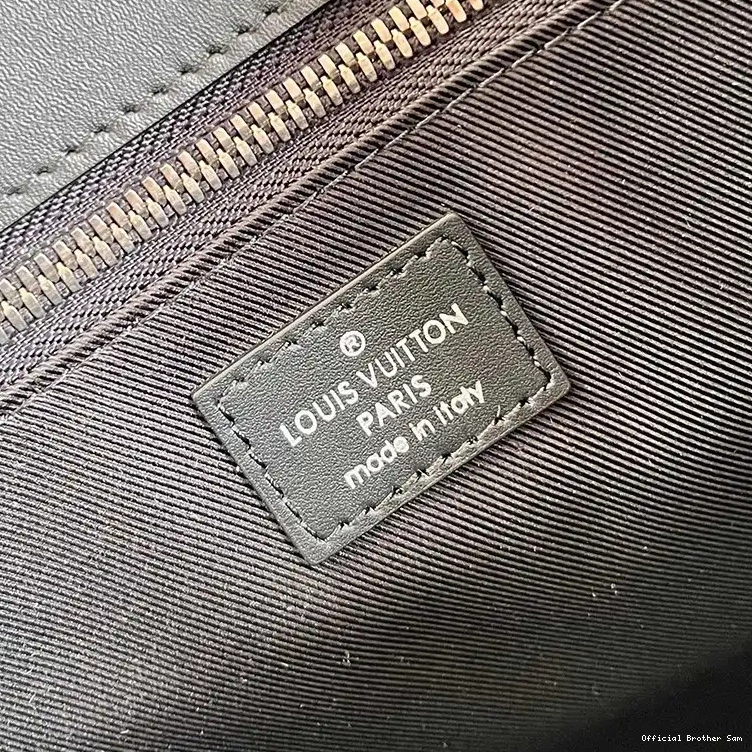 ®
LOUIS VUITTON
PARIS
made in italy
Official Brother Sam